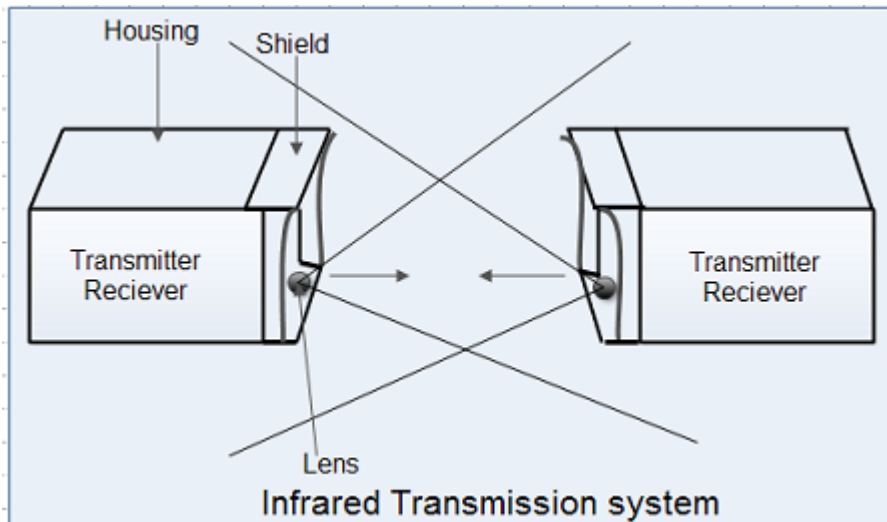 Housing
Shield
Transmitter
Reciever
Transmitter
Reciever
Lens
Infrared Transmission system